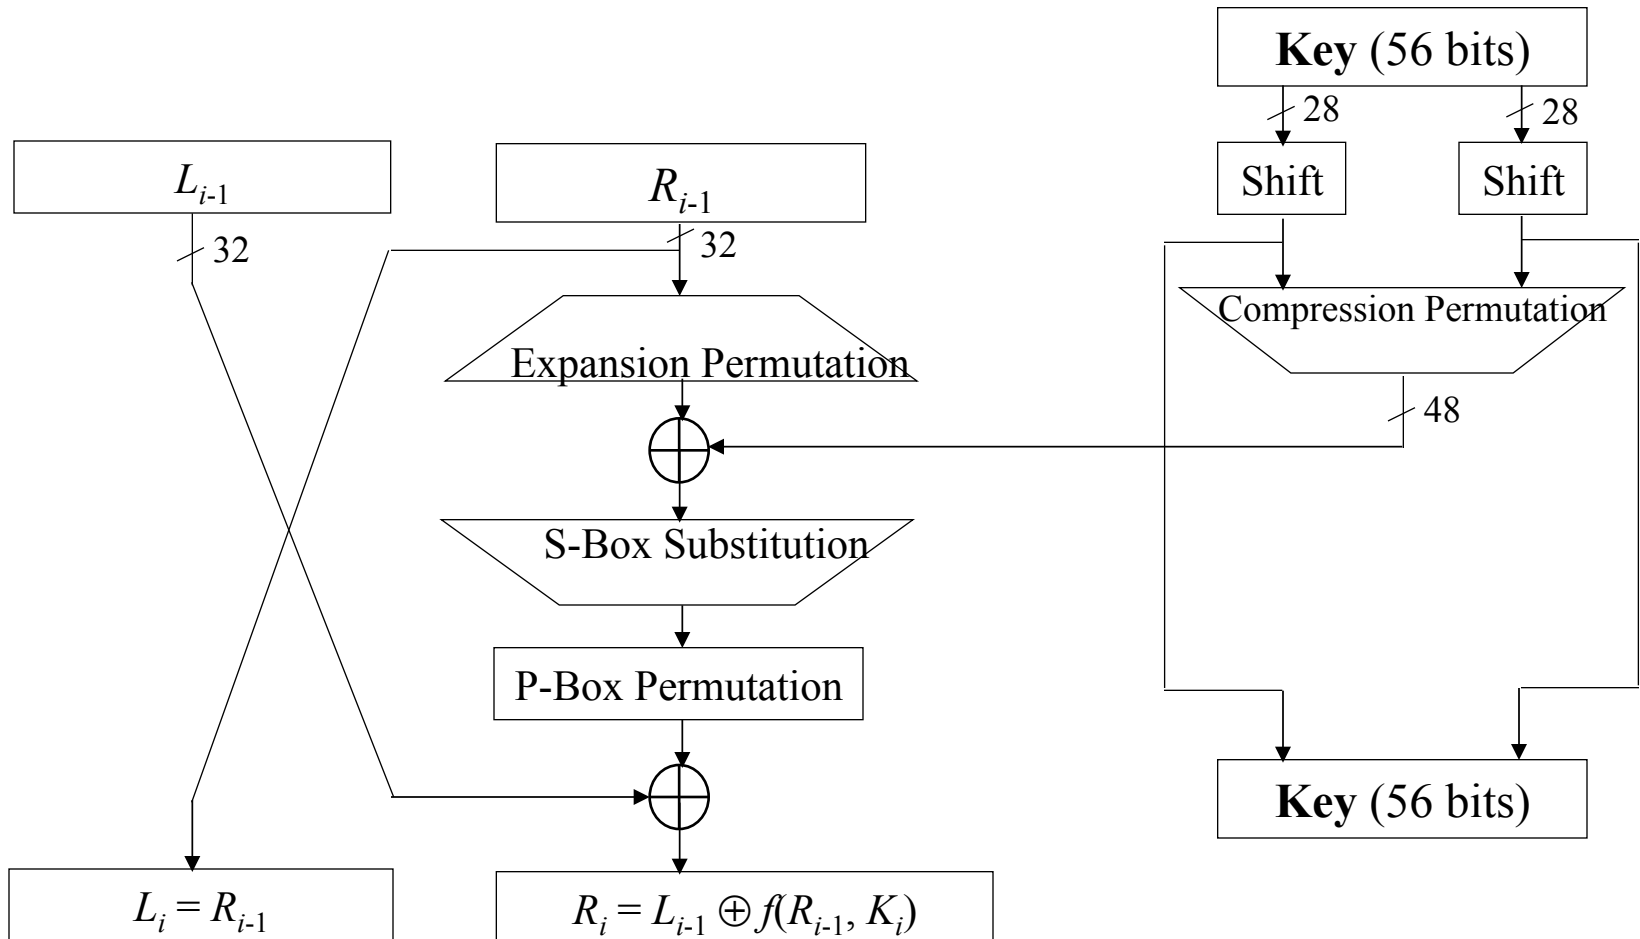 Key (56 bits)
28
28
Shift
Shift
L_{i-1}
R_{i-1}
32
32
Compression Permutation
Expansion Permutation
48
S-Box Substitution
P-Box Permutation
Key (56 bits)
L_i = R_{i-1}
R_i = L_{i-1} ⊕ f(R_{i-1}, K_i)